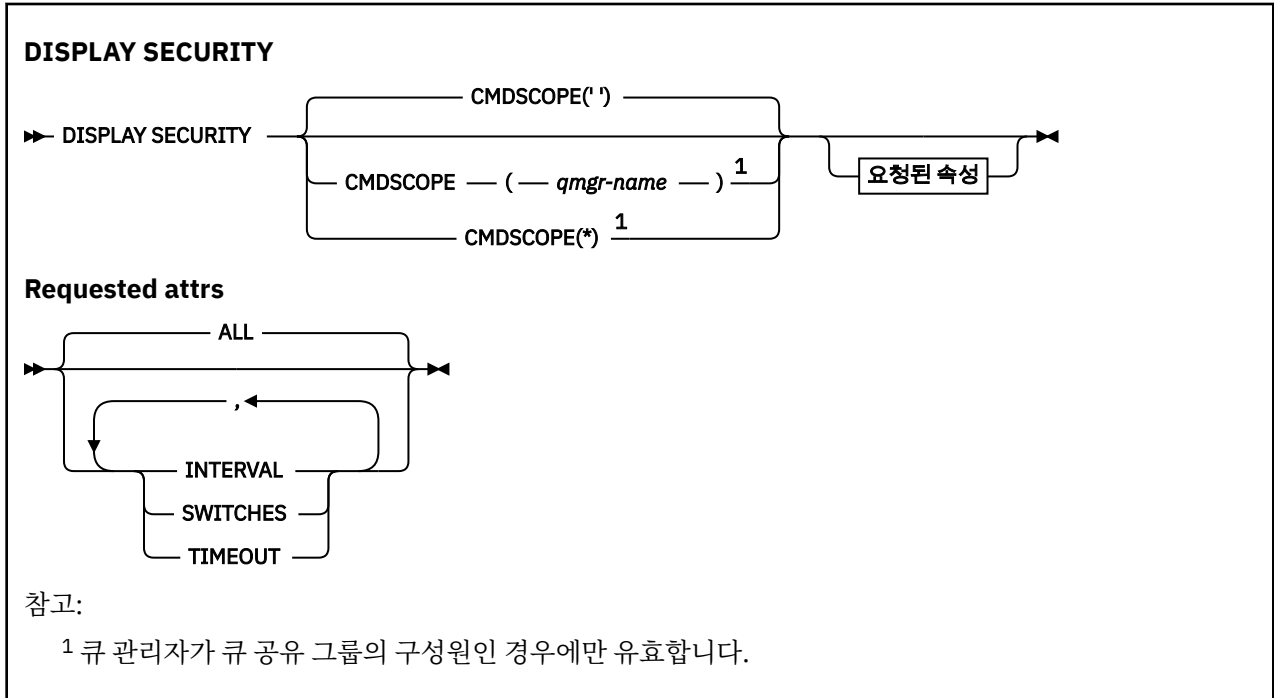 DISPLAY SECURITY
CMDSCOPE(' ')
DISPLAY SECURITY
CMDSCOPE ( qmgr-name ) 1
요청된 속성
CMDSCOPE(*) 1
Requested attrs
ALL
,
INTERVAL
SWITCHES
TIMEOUT
참고:
1 큐 관리자가 큐 공유 그룹의 구성원인 경우에만 유효합니다.